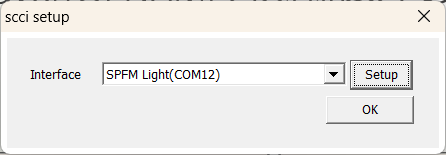 scci setup
Interface SPFM Light(COM12) Setup
OK